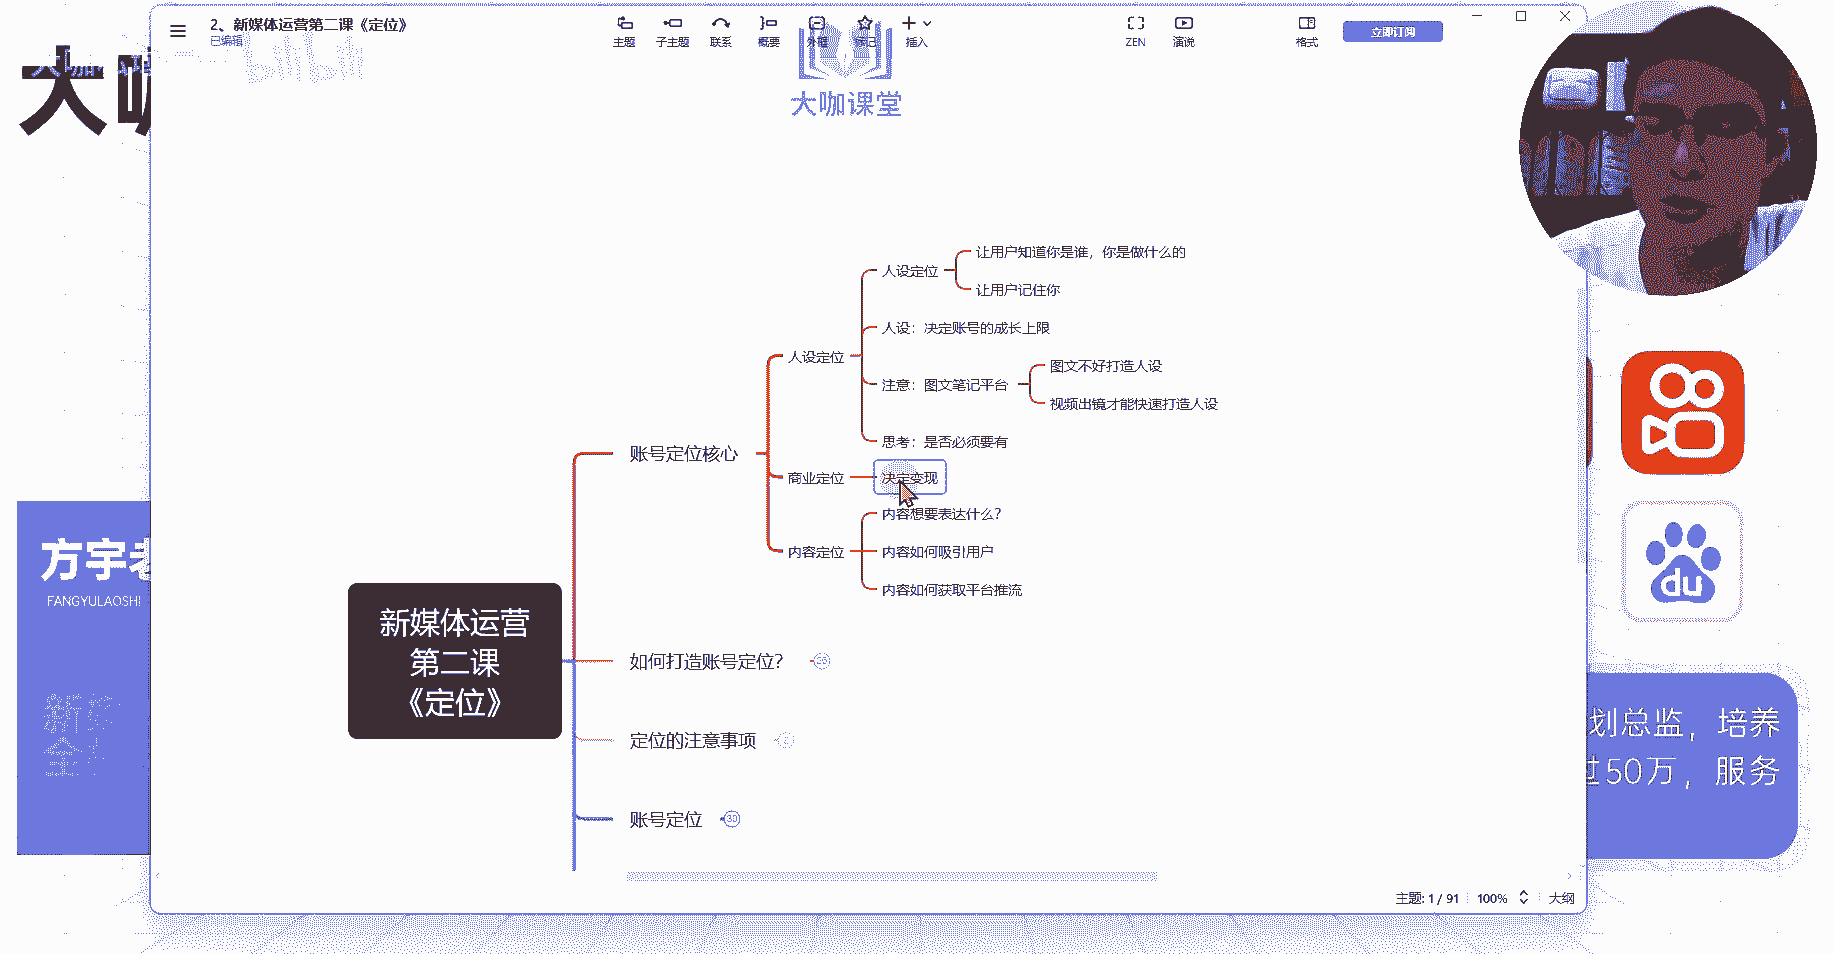 2、新媒体运营第二课《定位》
已编辑
主题
子主题
联系
概要
外框
标记
插入
ZEN
演说
格式
立即订阅
大咖
bilibili
大咖课堂
让用户知道你是谁，你是做什么的
人设定位
让用户记住你
人设：决定账号的成长上限
人设定位
图文不好打造人设
注意：图文笔记平台
视频出镜才能快速打造人设
思考：是否必须要有
账号定位核心
商业定位
决定变现
内容想要表达什么？
内容定位
内容如何吸引用户
内容如何获取平台推流
新媒体运营
第二课
《定位》
如何打造账号定位？
定位的注意事项
账号定位
30
方宇老
FANGYULAOSHI
du
划总监，培养
过50万，服务
主题: 1 / 91
100%
大纲